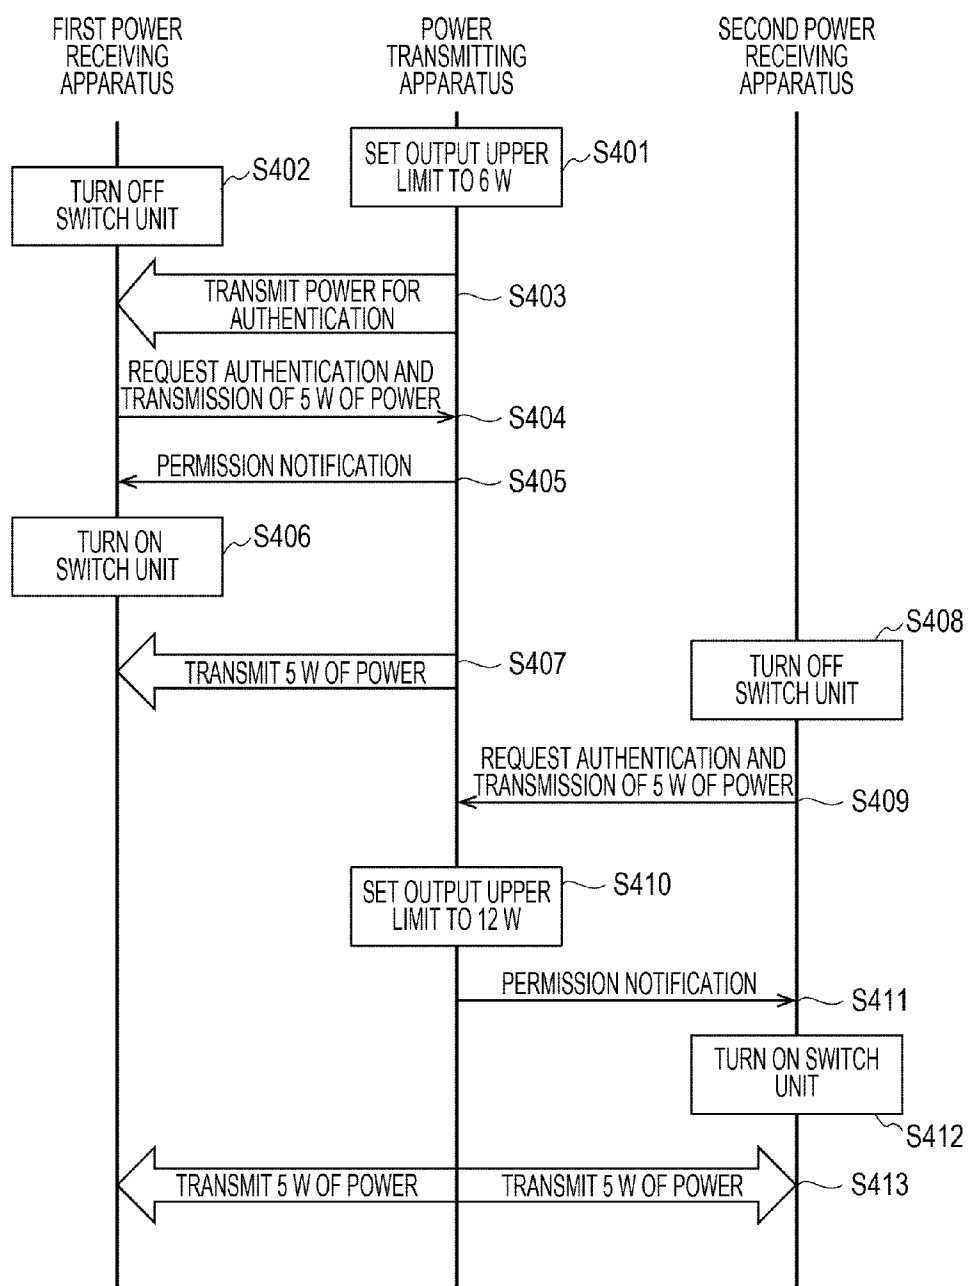 FIRST POWER
RECEIVING
APPARATUS
POWER
TRANSMITTING
APPARATUS
SECOND POWER
RECEIVING
APPARATUS
SET OUTPUT UPPER
LIMIT TO 6 W
S401
TURN OFF
SWITCH UNIT
S402
TRANSMIT POWER FOR
AUTHENTICATION
S403
REQUEST AUTHENTICATION AND
TRANSMISSION OF 5 W OF POWER
S404
PERMISSION NOTIFICATION
S405
TURN ON
SWITCH UNIT
S406
TRANSMIT 5 W OF POWER
S407
S408
TURN OFF
SWITCH UNIT
REQUEST AUTHENTICATION AND
TRANSMISSION OF 5 W OF POWER
S409
SET OUTPUT UPPER
LIMIT TO 12 W
S410
PERMISSION NOTIFICATION
S411
TURN ON SWITCH
UNIT
S412
TRANSMIT 5 W OF POWER
TRANSMIT 5 W OF POWER
S413